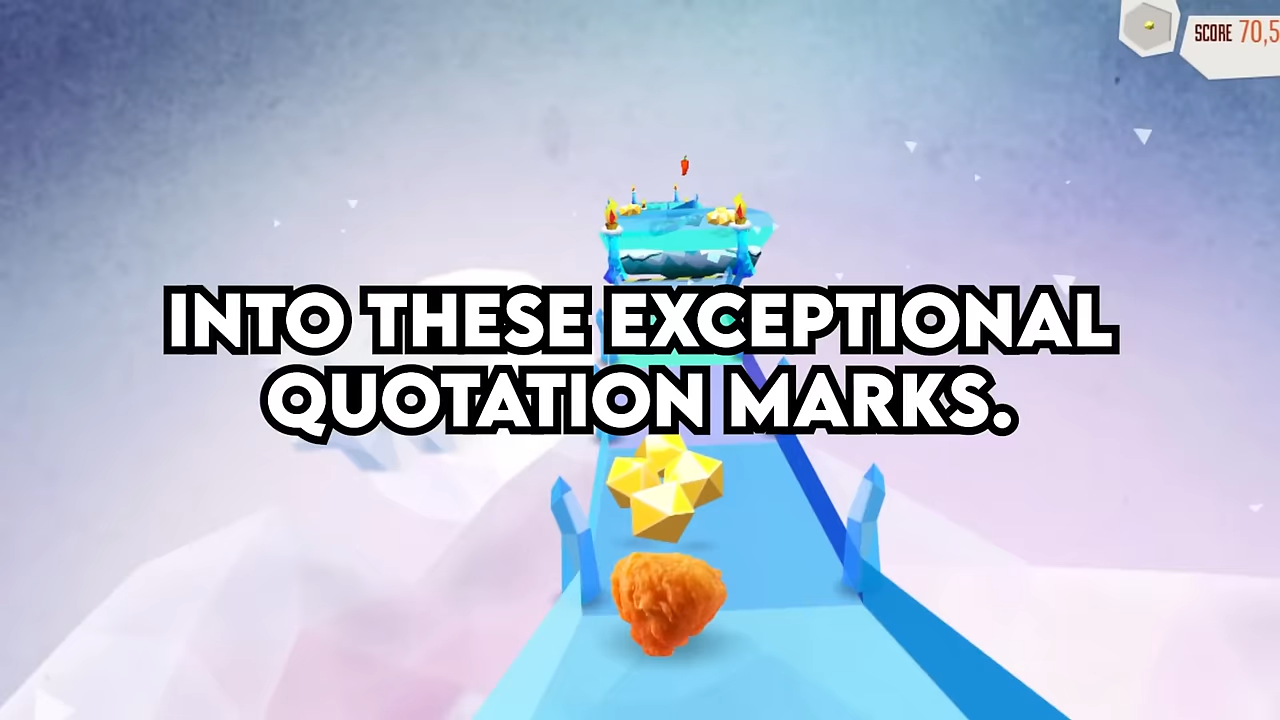 SCORE 70,5
INTO THESE EXCEPTIONAL
QUOTATION MARKS.